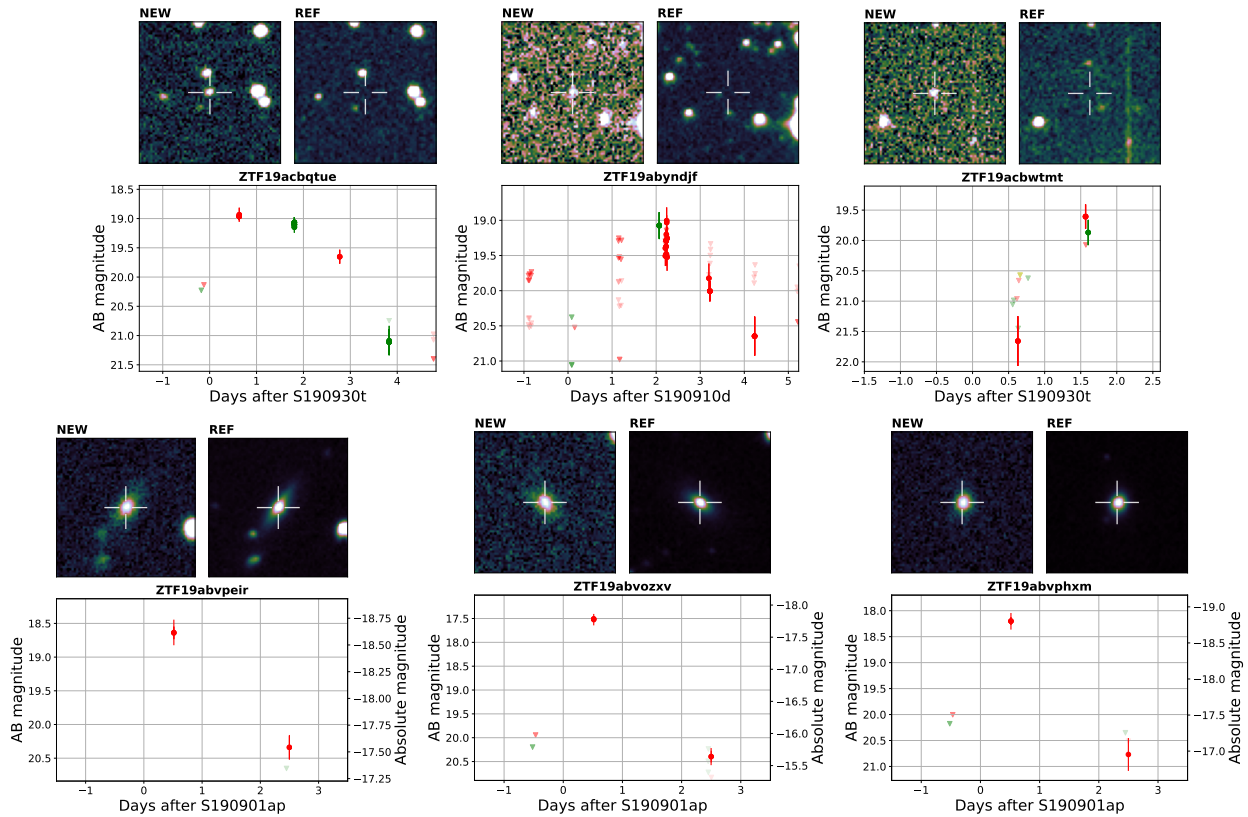 NEW REF
NEW REF
NEW REF
ZTF19acbqtue
18.5
19.0
19.5
20.0
20.5
21.0
21.5
AB magnitude
−1 0 1 2 3 4
Days after S190930t
ZTF19abyndjf
19.0
19.5
20.0
20.5
21.0
AB magnitude
−1 0 1 2 3 4 5
Days after S190910d
ZTF19acbwtmt
19.5
20.0
20.5
21.0
21.5
22.0
AB magnitude
−1.5 −1.0 −0.5 0.0 0.5 1.0 1.5 2.0 2.5
Days after S190930t
NEW REF
NEW REF
NEW REF
ZTF19abvpeir
18.5
19.0
19.5
20.0
20.5
AB magnitude
−18.75
−18.50
−18.25
−18.00
−17.75
−17.50
−17.25
Absolute magnitude
−1 0 1 2 3
Days after S190901ap
ZTF19abvozxv
17.5
18.0
18.5
19.0
19.5
20.0
20.5
AB magnitude
−18.0
−17.5
−17.0
−16.5
−16.0
−15.5
Absolute magnitude
−1 0 1 2 3
Days after S190901ap
ZTF19abvphxm
18.0
18.5
19.0
19.5
20.0
20.5
21.0
AB magnitude
−19.0
−18.5
−18.0
−17.5
−17.0
Absolute magnitude
−1 0 1 2 3
Days after S190901ap